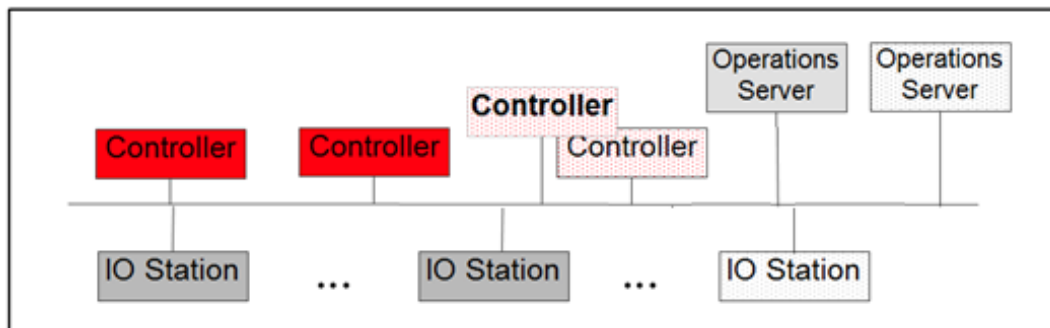 Operations
Server
Operations
Server
Controller
Controller
Controller
Controller
IO Station
...
IO Station
...
IO Station